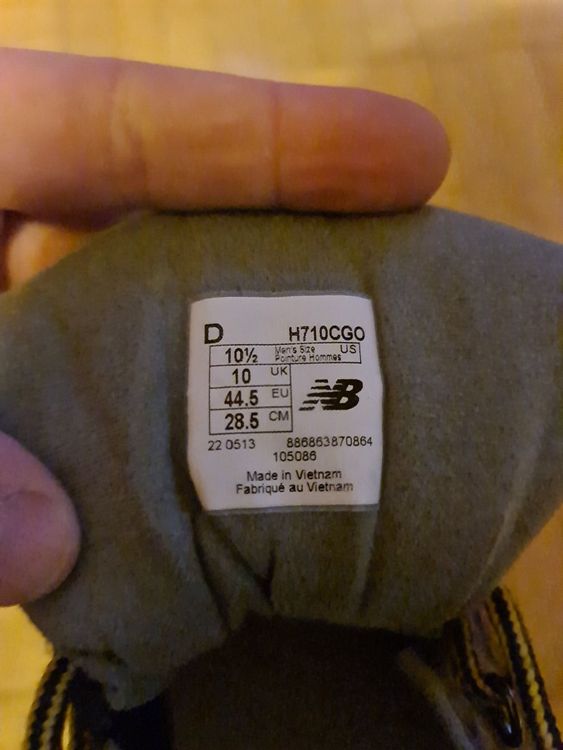 D H710CGO
10½ Men's Size US
Pointure Hommes
10 UK
44.5 EU
28.5 CM
NB
22 0513 886863870864
105086
Made in Vietnam
Fabriqué au Vietnam